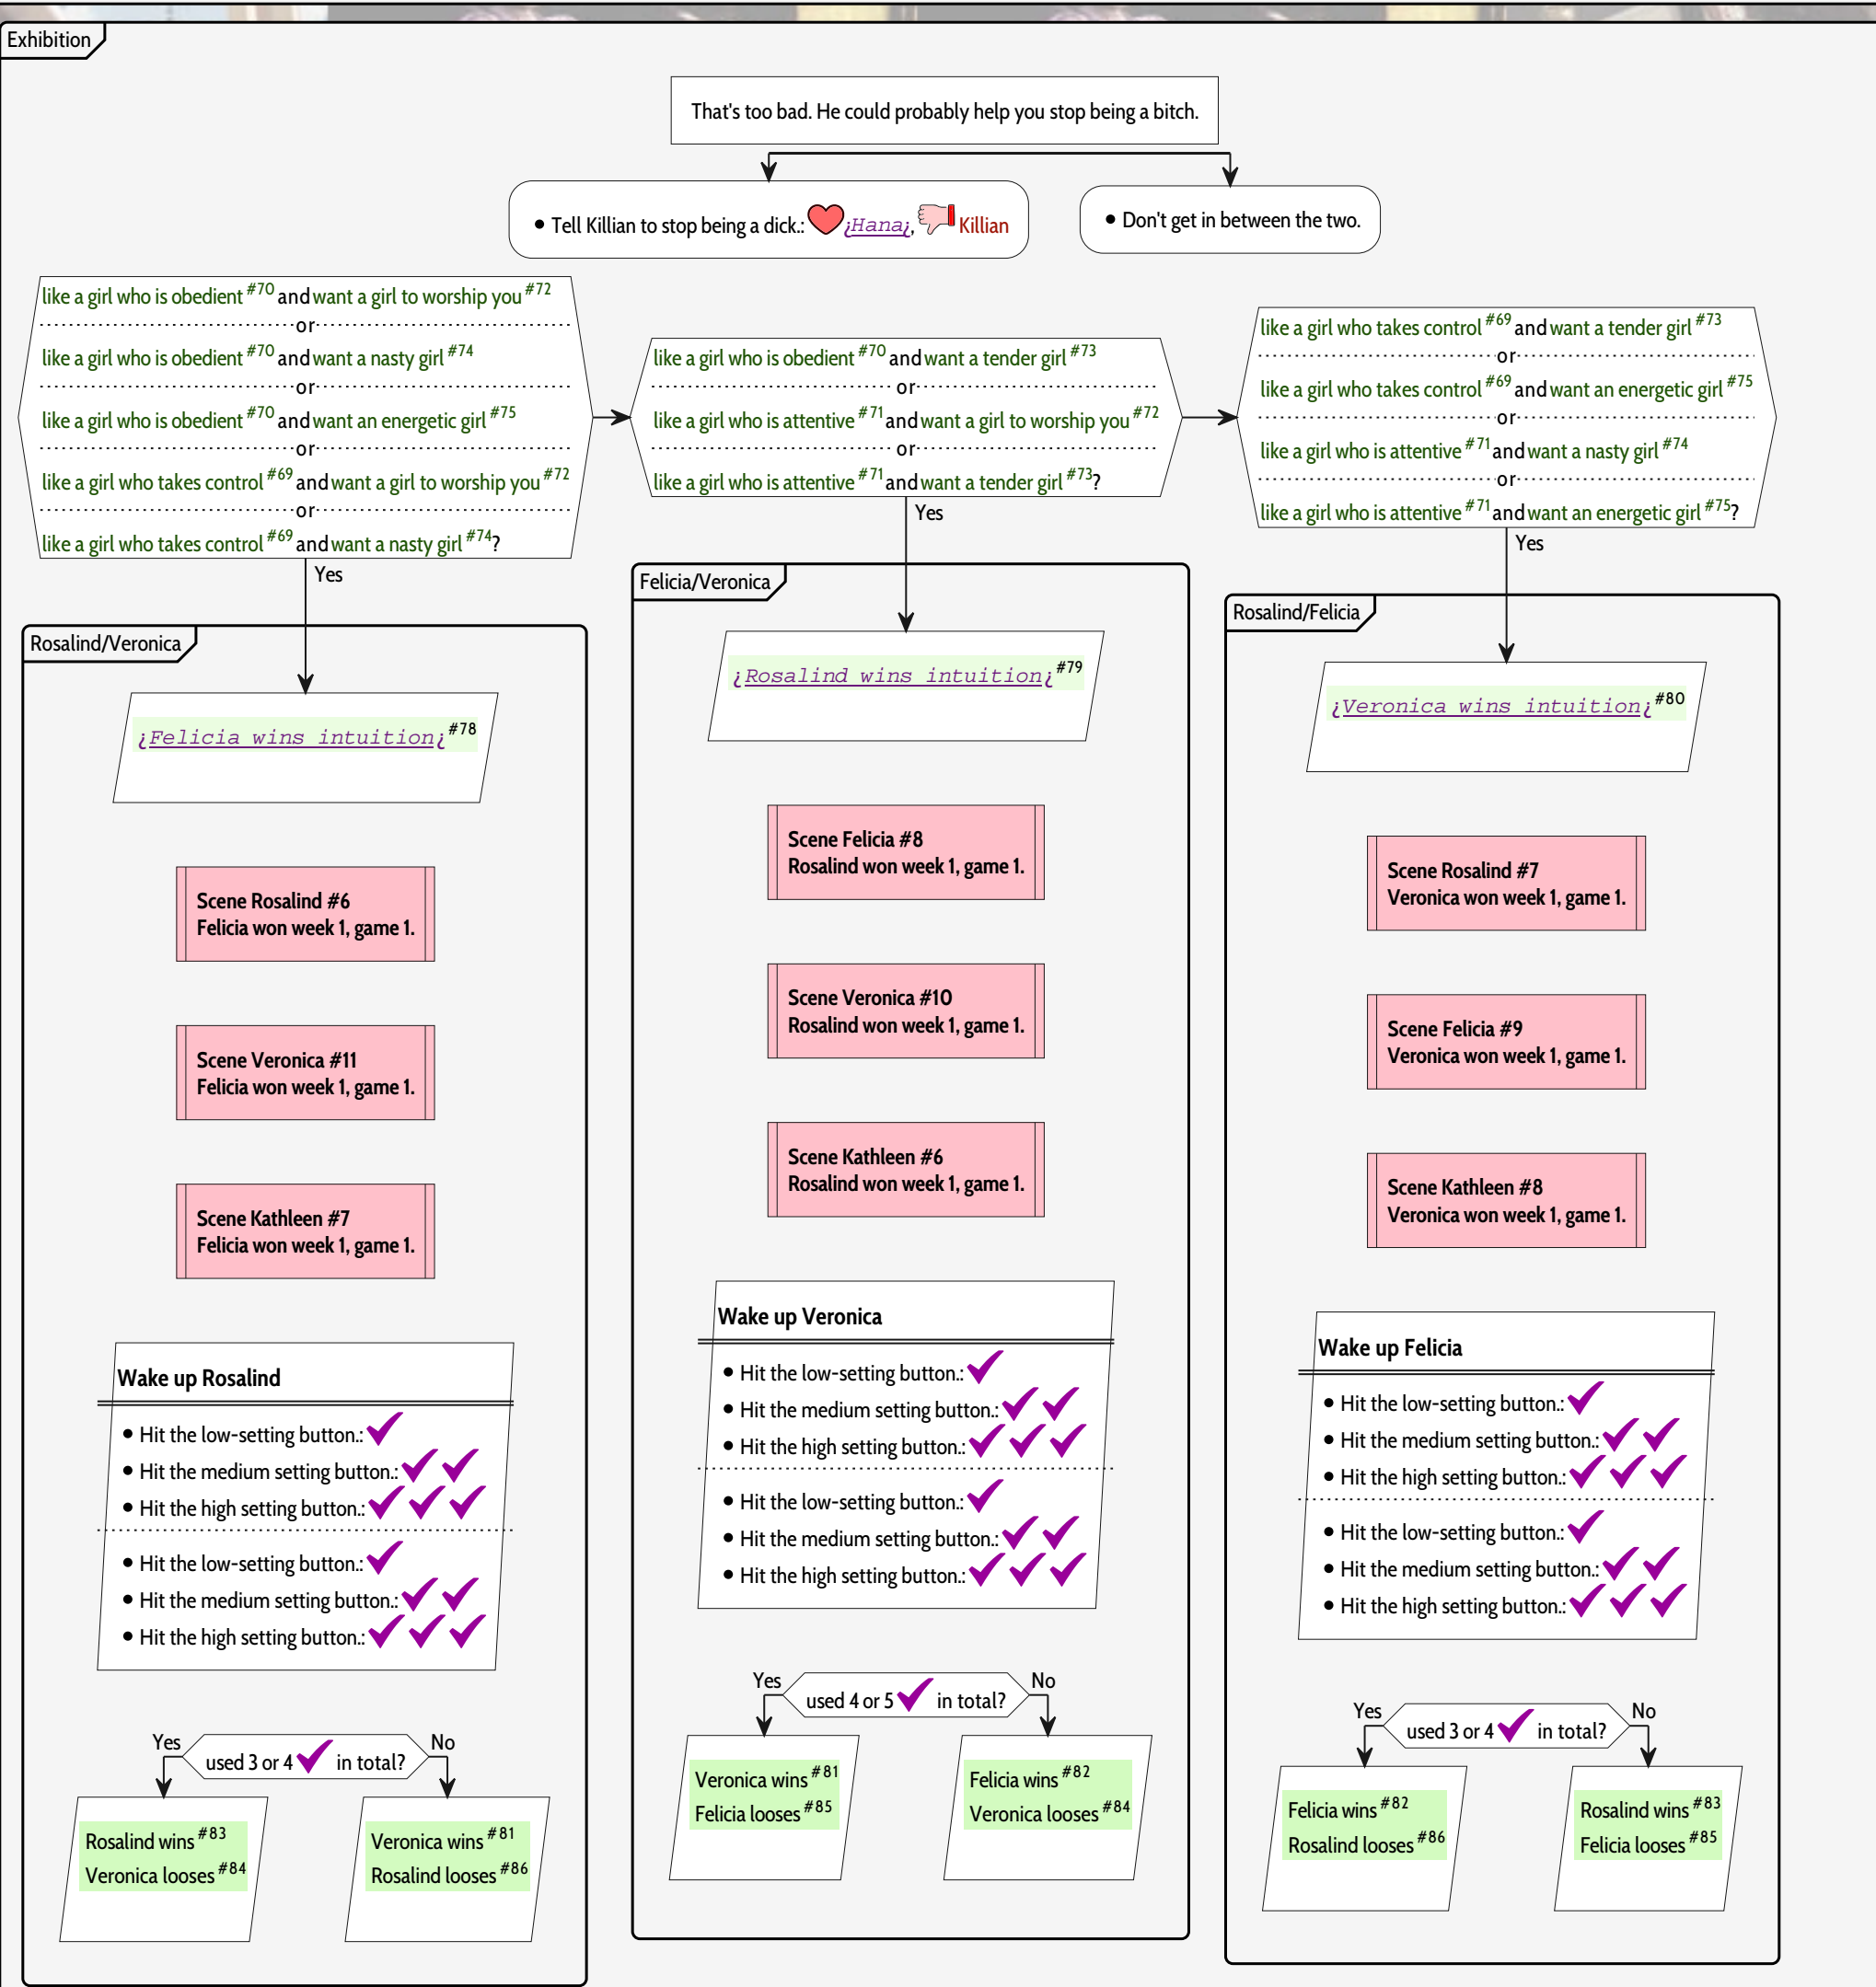 Exhibition
That's too bad. He could probably help you stop being a bitch.
• Tell Killian to stop being a dick.: ¿Hana¿, Killian
• Don't get in between the two.
like a girl who is obedient #70 and want a girl to worship you #72
or
like a girl who is obedient #70 and want a nasty girl #74
or
like a girl who is obedient #70 and want an energetic girl #75
or
like a girl who takes control #69 and want a girl to worship you #72
or
like a girl who takes control #69 and want a nasty girl #74?
Yes
like a girl who is obedient #70 and want a tender girl #73
or
like a girl who is attentive #71 and want a girl to worship you #72
or
like a girl who is attentive #71 and want a tender girl #73?
Yes
like a girl who takes control #69 and want a tender girl #73
or
like a girl who takes control #69 and want an energetic girl #75
or
like a girl who is attentive #71 and want a nasty girl #74
or
like a girl who is attentive #71 and want an energetic girl #75?
Yes
Rosalind/Veronica
¿Felicia wins intuition¿ #78
Scene Rosalind #6
Felicia won week 1, game 1.
Scene Veronica #11
Felicia won week 1, game 1.
Scene Kathleen #7
Felicia won week 1, game 1.
Wake up Rosalind
• Hit the low-setting button.: ✓
• Hit the medium setting button.: ✓✓
• Hit the high setting button.: ✓✓✓
• Hit the low-setting button.: ✓
• Hit the medium setting button.: ✓✓
• Hit the high setting button.: ✓✓✓
used 3 or 4 ✓ in total?
Yes
No
Rosalind wins #83
Veronica looses #84
Veronica wins #81
Rosalind looses #86
Felicia/Veronica
¿Rosalind wins intuition¿ #79
Scene Felicia #8
Rosalind won week 1, game 1.
Scene Veronica #10
Rosalind won week 1, game 1.
Scene Kathleen #6
Rosalind won week 1, game 1.
Wake up Veronica
• Hit the low-setting button.: ✓
• Hit the medium setting button.: ✓✓
• Hit the high setting button.: ✓✓✓
• Hit the low-setting button.: ✓
• Hit the medium setting button.: ✓✓
• Hit the high setting button.: ✓✓✓
used 4 or 5 ✓ in total?
Yes
No
Veronica wins #81
Felicia looses #85
Felicia wins #82
Veronica looses #84
Rosalind/Felicia
¿Veronica wins intuition¿ #80
Scene Rosalind #7
Veronica won week 1, game 1.
Scene Felicia #9
Veronica won week 1, game 1.
Scene Kathleen #8
Veronica won week 1, game 1.
Wake up Felicia
• Hit the low-setting button.: ✓
• Hit the medium setting button.: ✓✓
• Hit the high setting button.: ✓✓✓
• Hit the low-setting button.: ✓
• Hit the medium setting button.: ✓✓
• Hit the high setting button.: ✓✓✓
used 3 or 4 ✓ in total?
Yes
No
Felicia wins #82
Rosalind looses #86
Rosalind wins #83
Felicia looses #85